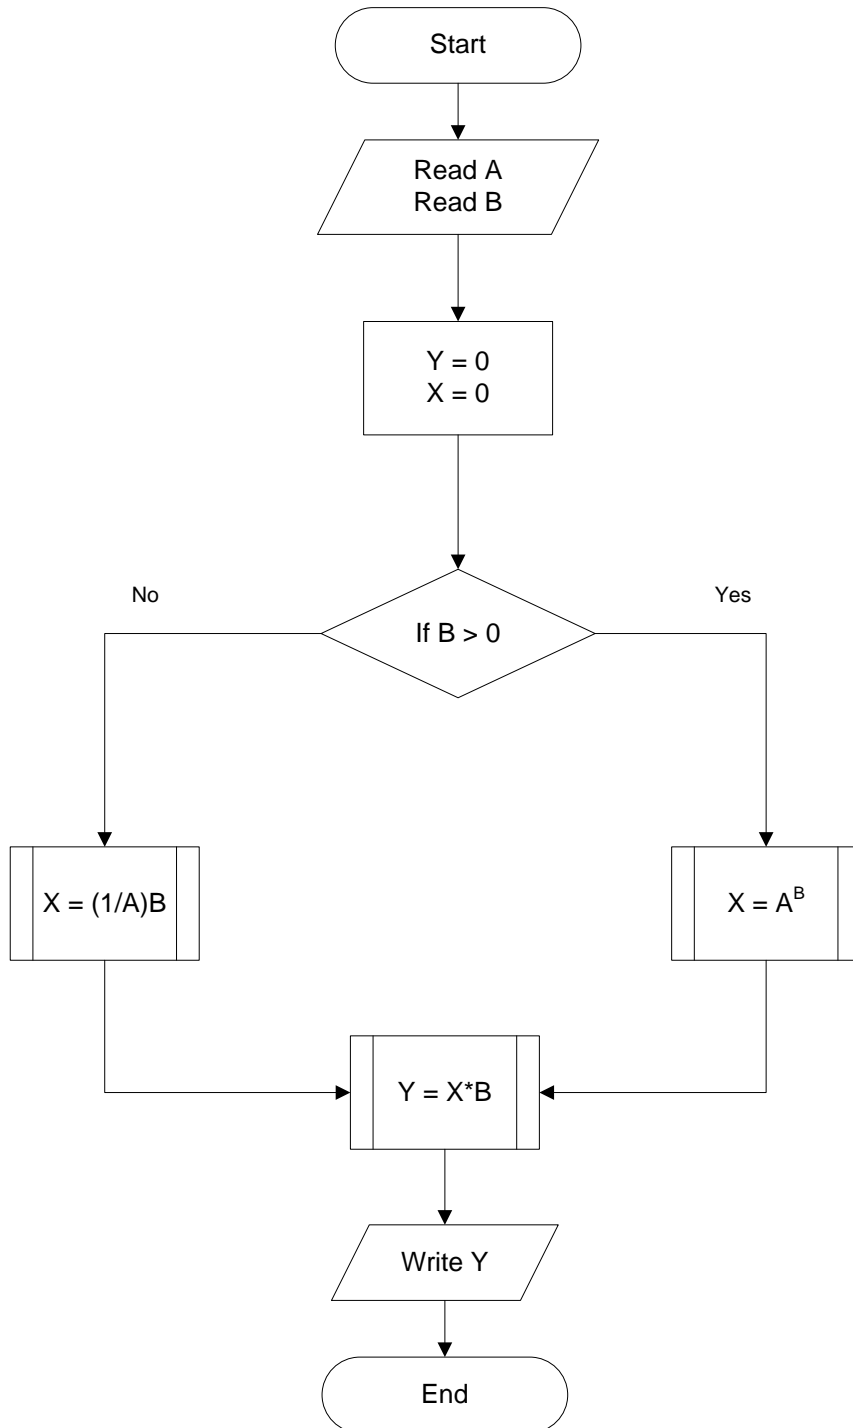 Start
Read A
Read B
Y = 0
X = 0
No
Yes
If B > 0
X = (1/A)B
X = A^B
Y = X*B
Write Y
End